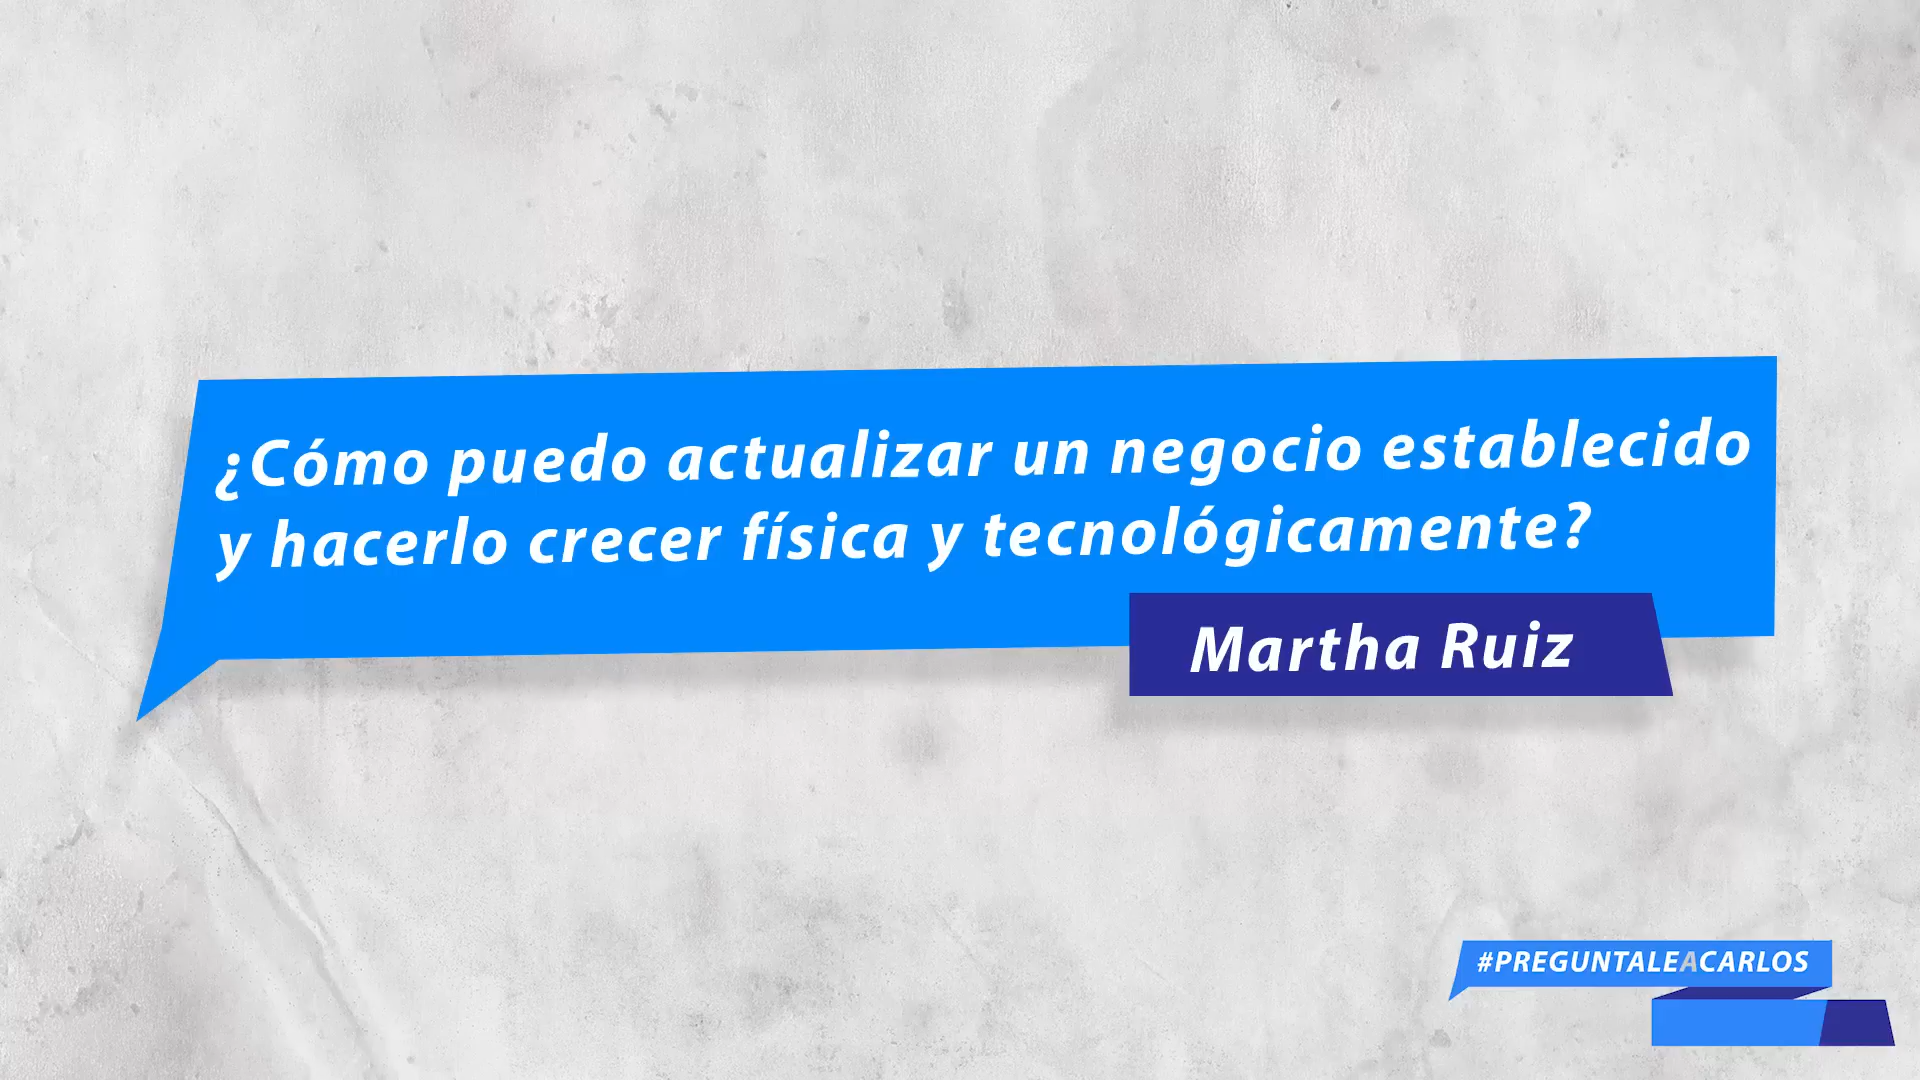 ¿Cómo puedo actualizar un negocio establecido
y hacerlo crecer física y tecnológicamente?
Martha Ruiz
#PREGUNTALEACARLOS